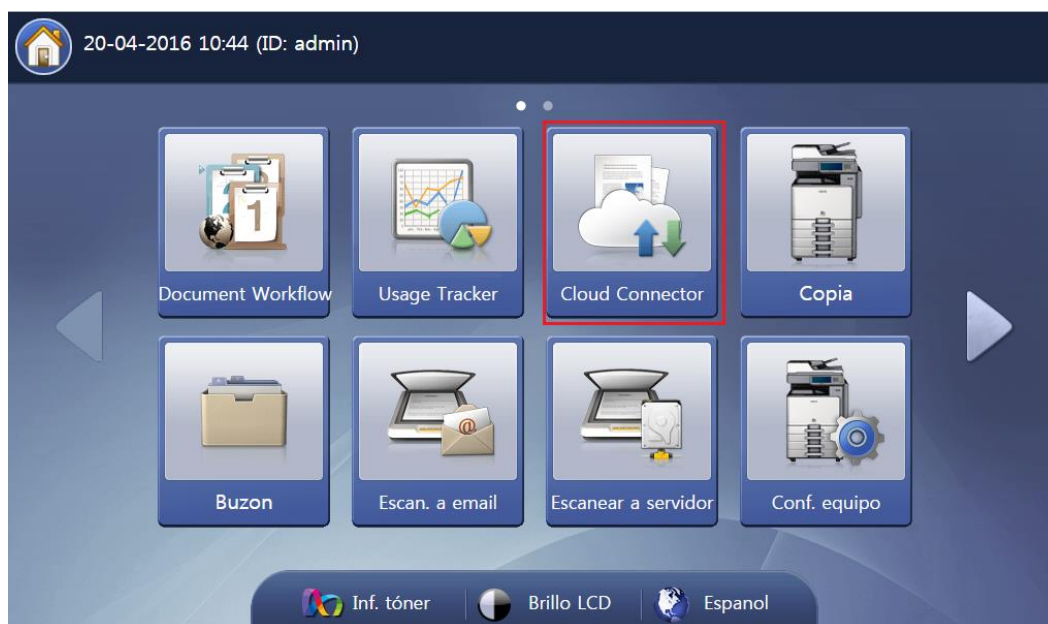 20-04-2016 10:44 (ID: admin)
Document Workflow
Usage Tracker
Cloud Connector
Copia
Buzon
Escan. a email
Escanear a servidor
Conf. equipo
Inf. tóner
Brillo LCD
Espanol